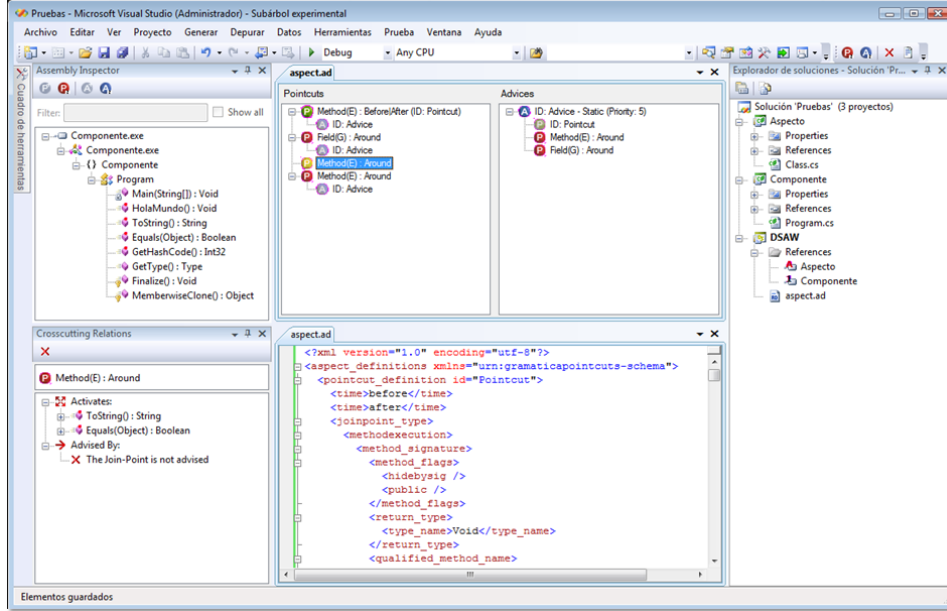 Pruebas - Microsoft Visual Studio (Administrador) - Subárbol experimental
Archivo Editar Ver Proyecto Generar Depurar Datos Herramientas Prueba Ventana Ayuda
Debug Any CPU
Cuadro de herramientas
Assembly Inspector
Filter: Show all
Componente.exe
Componente.exe
{} Componente
Program
Main(String[]) : Void
HolaMundo() : Void
ToString() : String
Equals(Object) : Boolean
GetHashCode() : Int32
GetType() : Type
Finalize() : Void
MemberwiseClone() : Object
Crosscutting Relations
Method(E) : Around
Activates:
ToString() : String
Equals(Object) : Boolean
Advised By:
The Join-Point is not advised
aspect.ad
Pointcuts
Method(E) : Before|After (ID: Pointcut)
ID: Advice
Field(G) : Around
ID: Advice
Method(E) : Around
Method(E) : Around
ID: Advice
Advices
ID: Advice - Static (Priority: 5)
ID: Pointcut
Method(E) : Around
Field(G) : Around
aspect.ad
<?xml version="1.0" encoding="utf-8"?>
<aspect_definitions xmlns="urn:gramaticapointcuts-schema">
<pointcut_definition id="Pointcut">
<time>before</time>
<time>after</time>
<joinpoint_type>
<methodexecution>
<method_signature>
<method_flags>
<hidebysig />
<public />
</method_flags>
<return_type>
<type_name>Void</type_name>
</return_type>
<qualified_method_name>
Explorador de soluciones - Solución 'Pr...
Solución 'Pruebas' (3 proyectos)
Aspecto
Properties
References
Class.cs
Componente
Properties
References
Program.cs
DSAW
References
Aspecto
Componente
aspect.ad
Elementos guardados